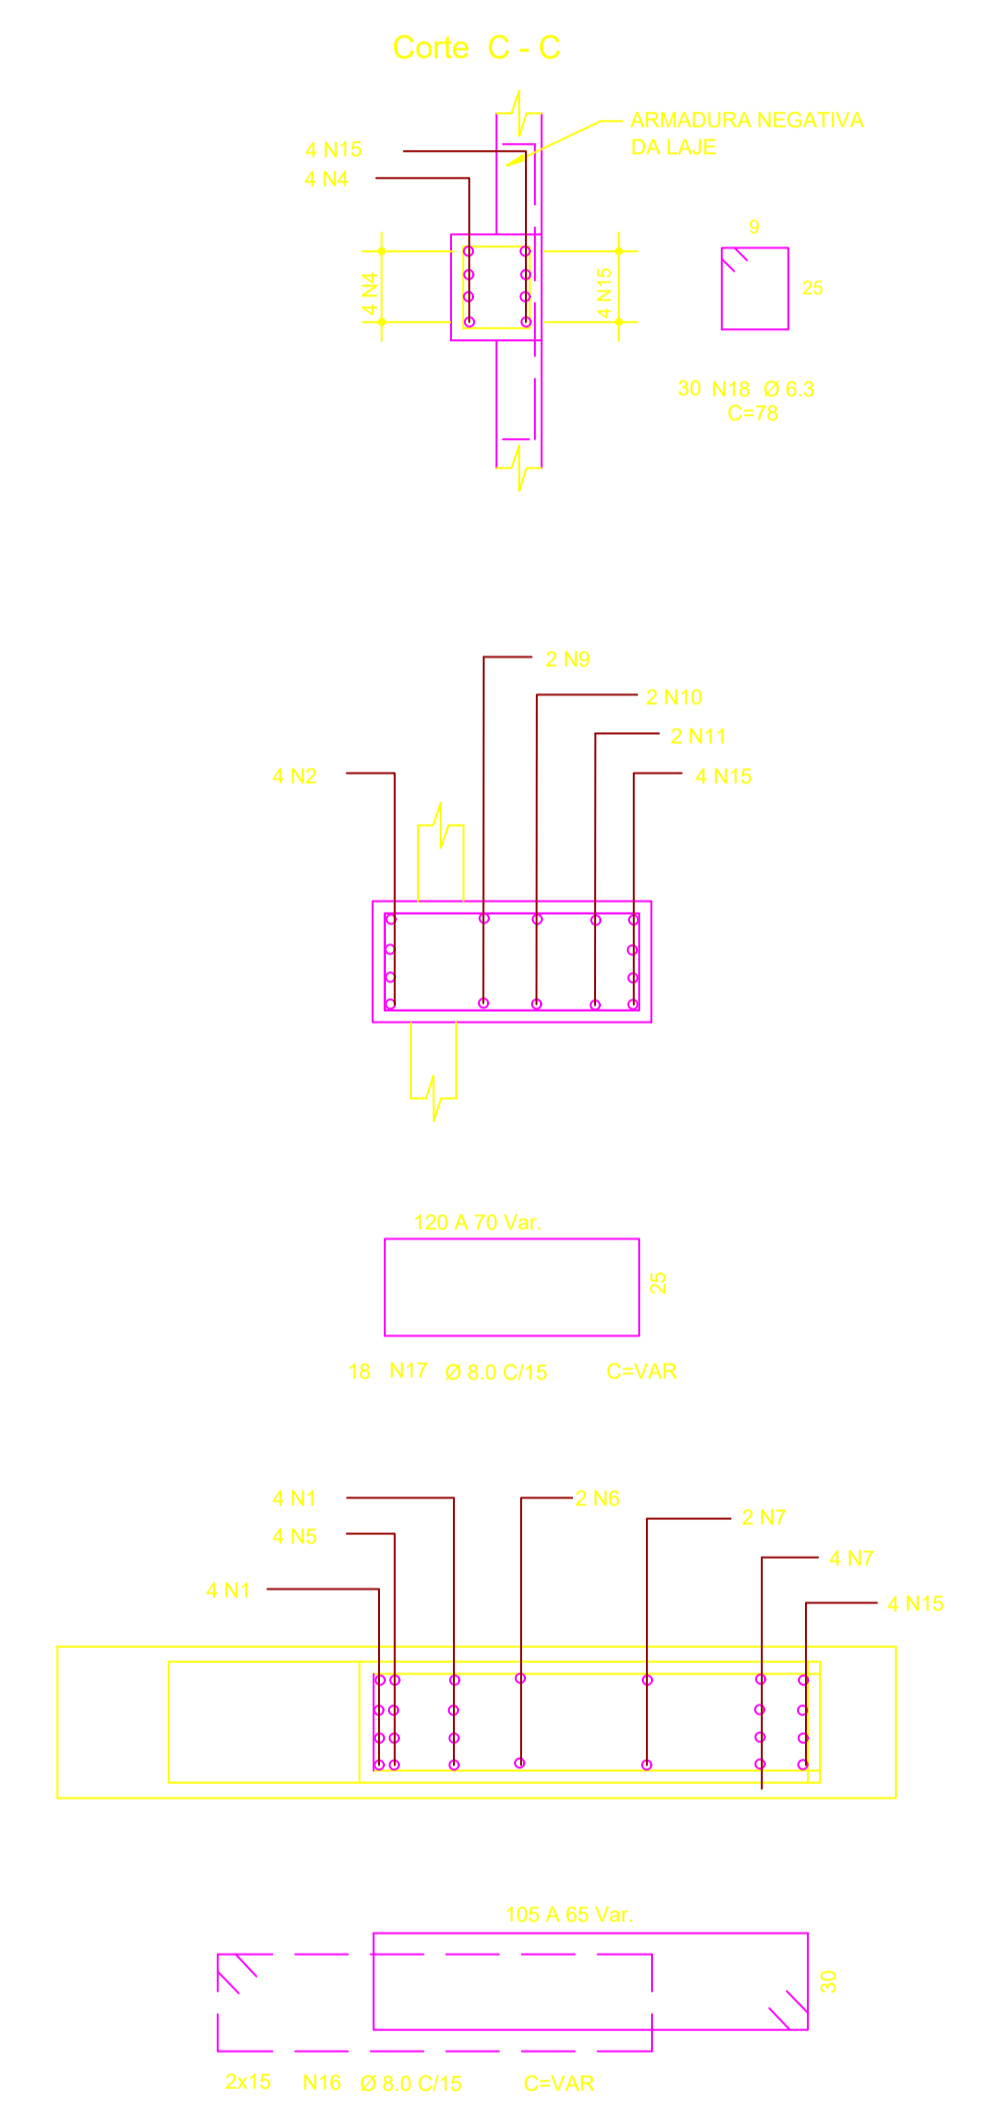 Corte C - C
ARMADURA NEGATIVA
DA LAJE
4 N15
4 N4
4 N4
4 N15
9
25
30 N18 Ø 6.3
C=78
2 N9
2 N10
2 N11
4 N2
4 N15
120 A 70 Var.
25
18 N17 Ø 8.0 C/15 C=VAR
4 N1
2 N6
2 N7
4 N5
4 N7
4 N1
4 N15
105 A 65 Var.
30
2x15 N16 Ø 8.0 C/15 C=VAR